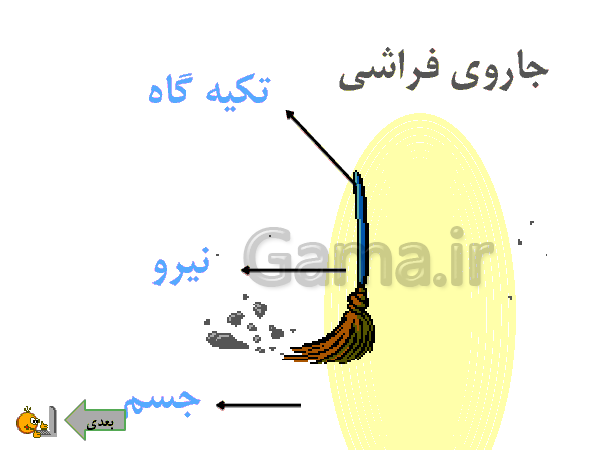 جاروی فراشی
تکیه گاه
Gama.ir
نیرو
جسم
بعدی